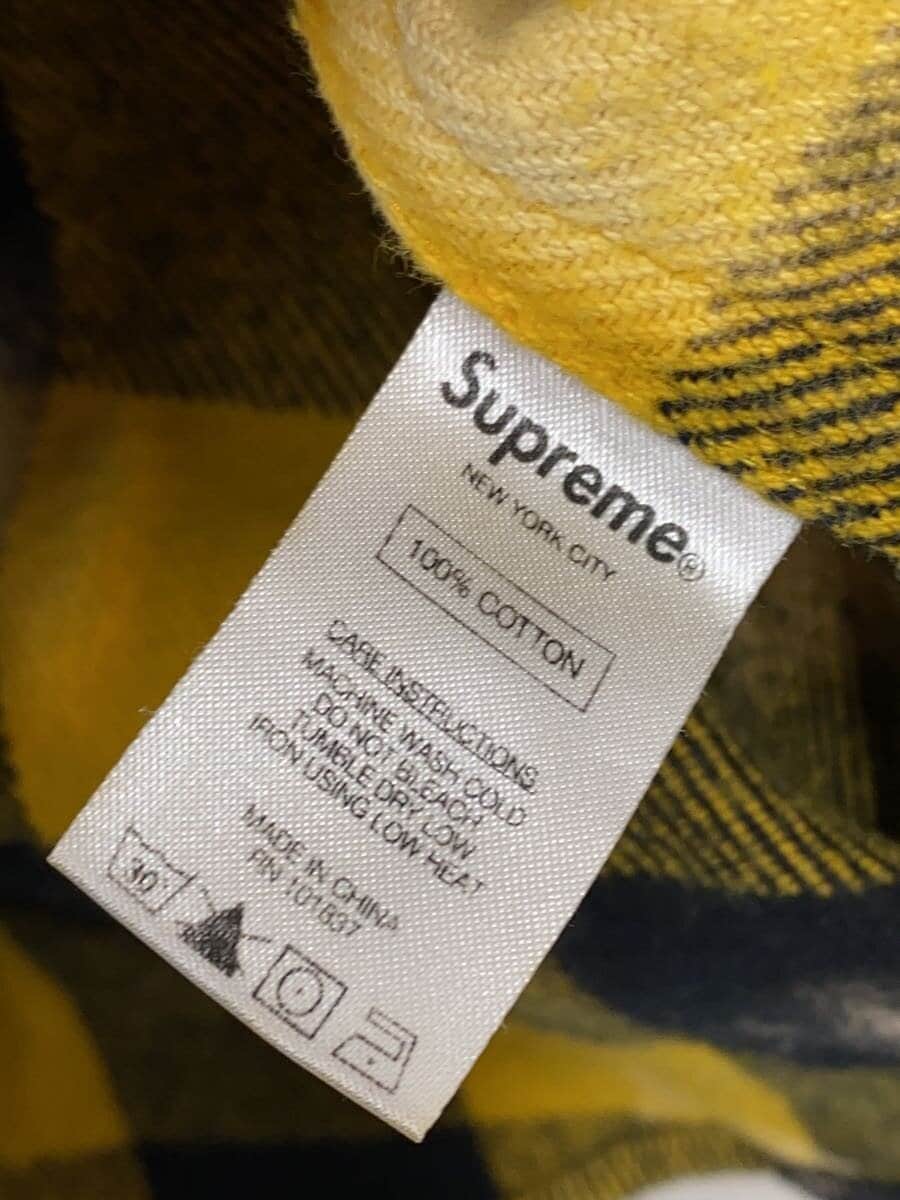 Supreme®
NEW YORK CITY
100% COTTON
CARE INSTRUCTIONS
MACHINE WASH COLD
DO NOT BLEACH
TUMBLE DRY LOW
IRON USING LOW HEAT
MADE IN CHINA
RN 101837
30°